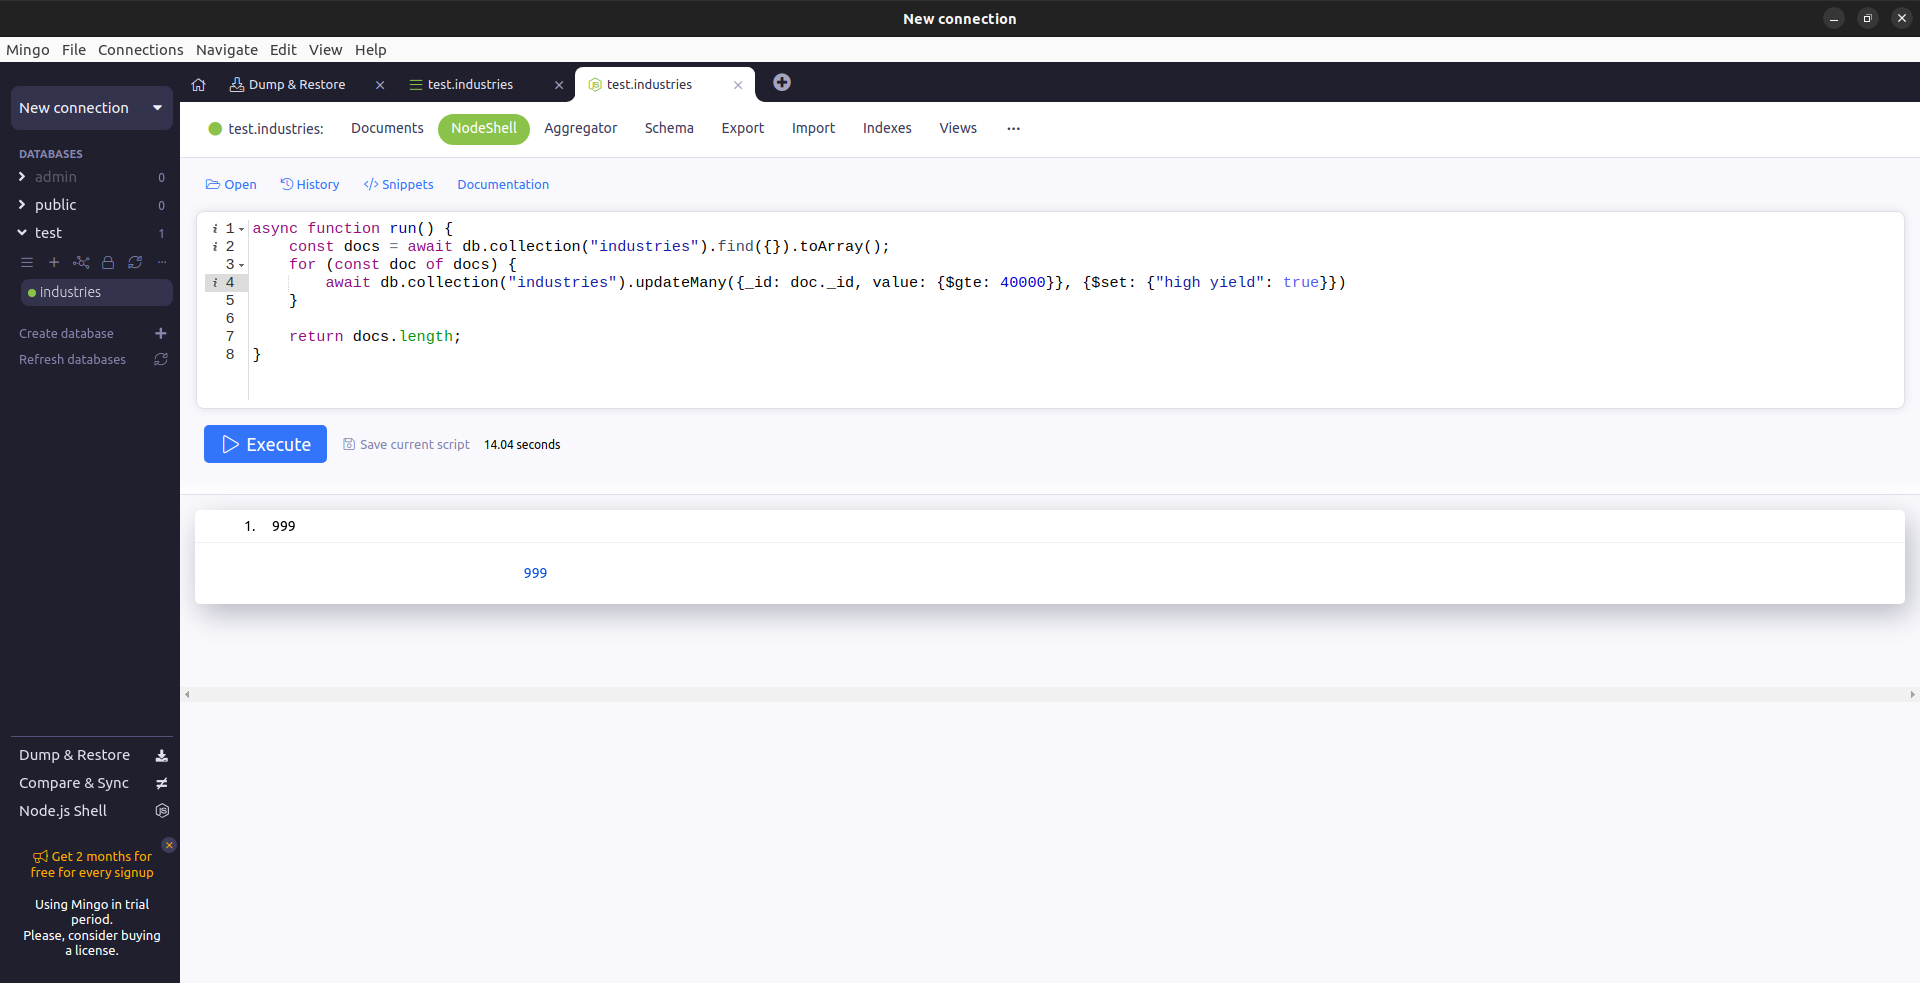 New connection
Mingo File Connections Navigate Edit View Help
Dump & Restore test.industries test.industries
New connection
test.industries: Documents NodeShell Aggregator Schema Export Import Indexes Views ...
DATABASES
admin 0
public 0
test 1
industries
Create database
Refresh databases
Open History </> Snippets Documentation
i 1 async function run() {
i 2 const docs = await db.collection("industries").find({}).toArray();
3 for (const doc of docs) {
i 4 await db.collection("industries").updateMany({_id: doc._id, value: {$gte: 40000}}, {$set: {"high yield": true}})
5 }
6
7 return docs.length;
8 }
Execute Save current script 14.04 seconds
1. 999
999
Dump & Restore
Compare & Sync
Node.js Shell
Get 2 months for
free for every signup
Using Mingo in trial
period.
Please, consider buying
a license.